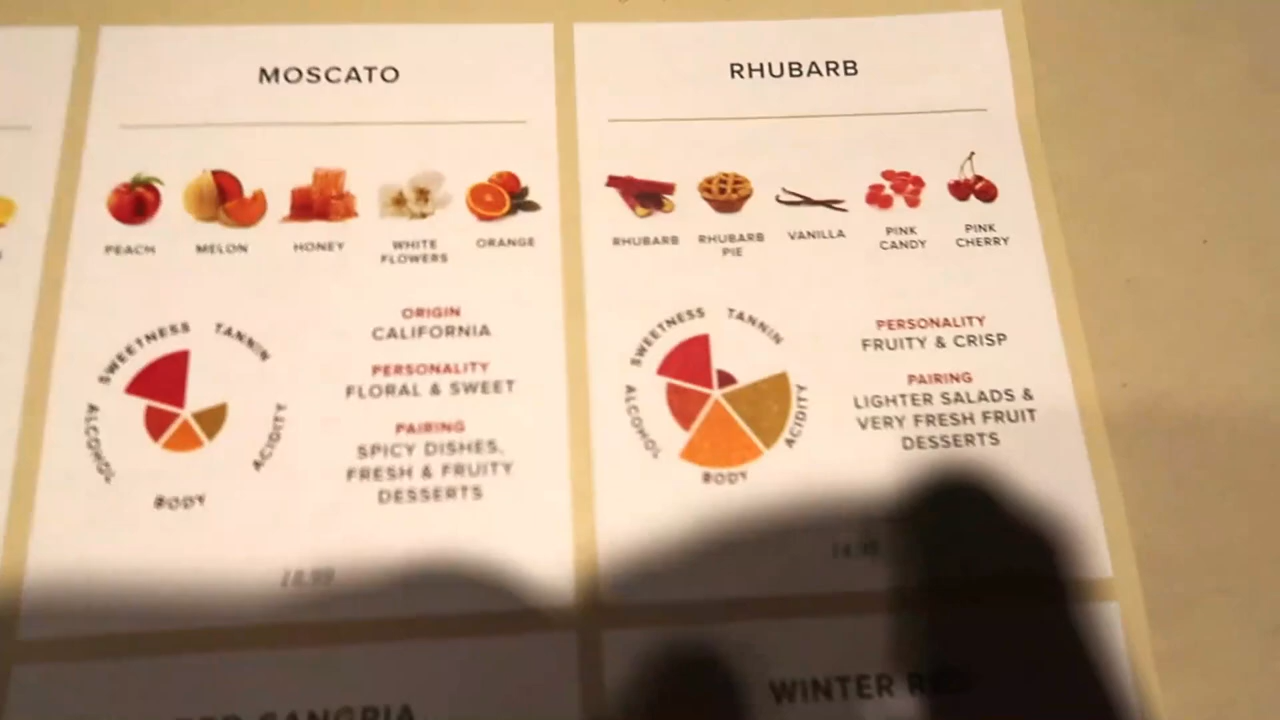 MOSCATO
PEACH
MELON
HONEY
WHITE
FLOWERS
ORANGE
SWEETNESS
TANNIN
ACIDITY
BODY
ALCOHOL
ORIGIN
CALIFORNIA
PERSONALITY
FLORAL & SWEET
PAIRING
SPICY DISHES,
FRESH & FRUITY
DESSERTS
RHUBARB
RHUBARB
RHUBARB
PIE
VANILLA
PINK
CANDY
PINK
CHERRY
SWEETNESS
TANNIN
ACIDITY
BODY
ALCOHOL
PERSONALITY
FRUITY & CRISP
PAIRING
LIGHTER SALADS &
VERY FRESH FRUIT
DESSERTS
SANGRIA
WINTER